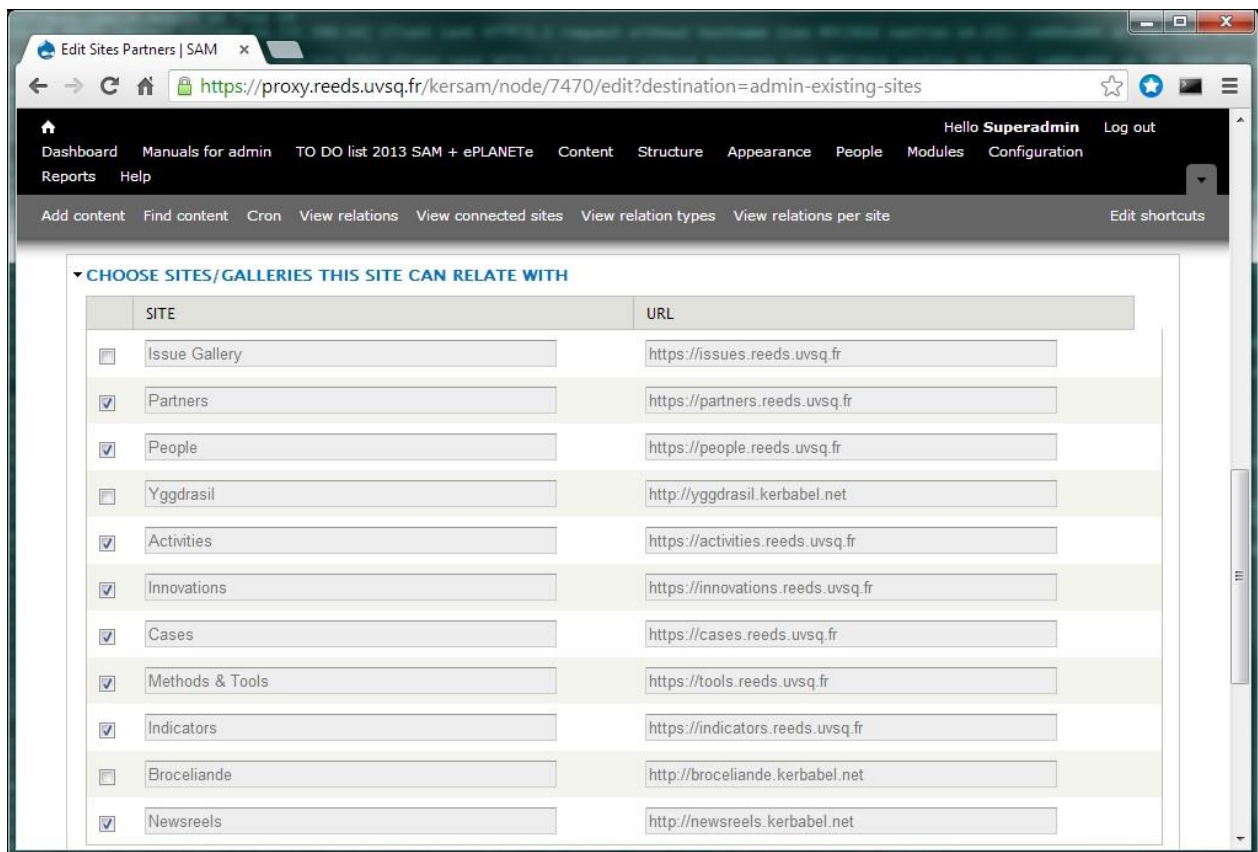 Edit Sites Partners | SAM
https://proxy.reeds.uvsq.fr/kersam/node/7470/edit?destination=admin-existing-sites
Hello Superadmin Log out
Dashboard Manuals for admin TO DO list 2013 SAM + ePLANETe Content Structure Appearance People Modules Configuration
Reports Help
Add content Find content Cron View relations View connected sites View relation types View relations per site Edit shortcuts
CHOOSE SITES/GALLERIES THIS SITE CAN RELATE WITH
SITE URL
Issue Gallery https://issues.reeds.uvsq.fr
Partners https://partners.reeds.uvsq.fr
People https://people.reeds.uvsq.fr
Yggdrasil http://yggdrasil.kerbabel.net
Activities https://activities.reeds.uvsq.fr
Innovations https://innovations.reeds.uvsq.fr
Cases https://cases.reeds.uvsq.fr
Methods & Tools https://tools.reeds.uvsq.fr
Indicators https://indicators.reeds.uvsq.fr
Broceliande http://broceliande.kerbabel.net
Newsreels http://newsreels.kerbabel.net